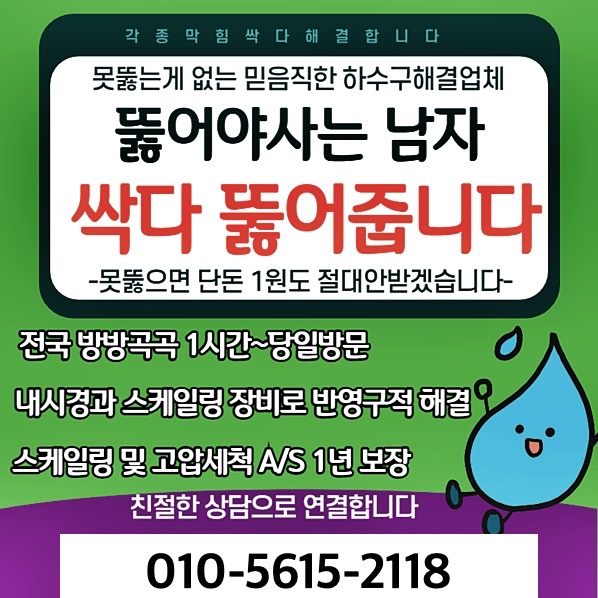 각종막힘싹다해결합니다
못뚫는게 없는 믿음직한 하수구해결업체
뚫어야사는 남자
싹다 뚫어줍니다
-못뚫으면 단돈 1원도 절대안받겠습니다-
전국 방방곡곡 1시간~당일방문
내시경과 스케일링 장비로 반영구적 해결
스케일링 및 고압세척 A/S 1년 보장
친절한 상담으로 연결합니다
010-5615-2118